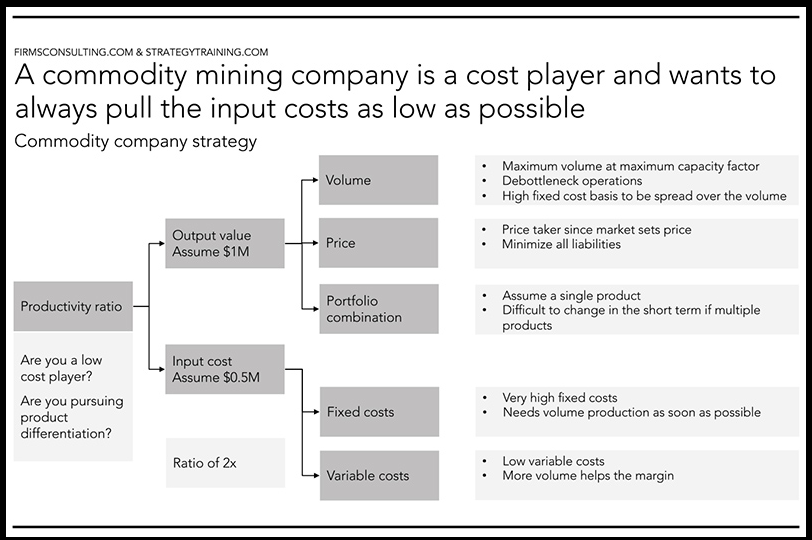 FIRMSCONSULTING.COM & STRATEGYTRAINING.COM
A commodity mining company is a cost player and wants to
always pull the input costs as low as possible
Commodity company strategy
Productivity ratio
Are you a low
cost player?
Are you pursuing
product
differentiation?
Output value
Assume $1M
Input cost
Assume $0.5M
Ratio of 2x
Volume
• Maximum volume at maximum capacity factor
• Debottleneck operations
• High fixed cost basis to be spread over the volume
Price
• Price taker since market sets price
• Minimize all liabilities
Portfolio
combination
• Assume a single product
• Difficult to change in the short term if multiple
products
Fixed costs
• Very high fixed costs
• Needs volume production as soon as possible
Variable costs
• Low variable costs
• More volume helps the margin